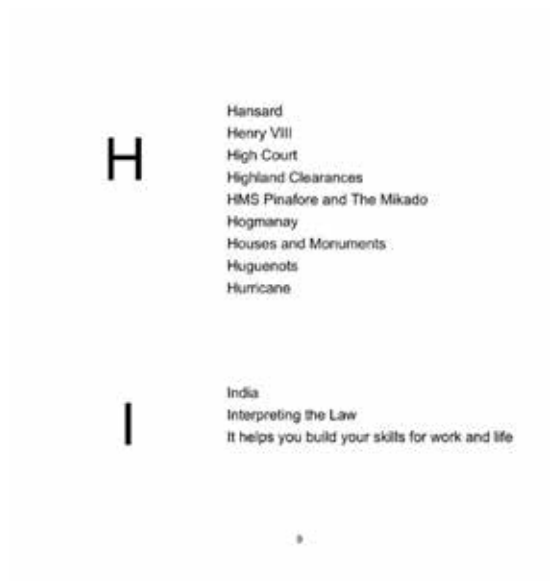 H
Hansard
Henry VIII
High Court
Highland Clearances
HMS Pinafore and The Mikado
Hogmanay
Houses and Monuments
Huguenots
Hurricane
I
India
Interpreting the Law
It helps you build your skills for work and life